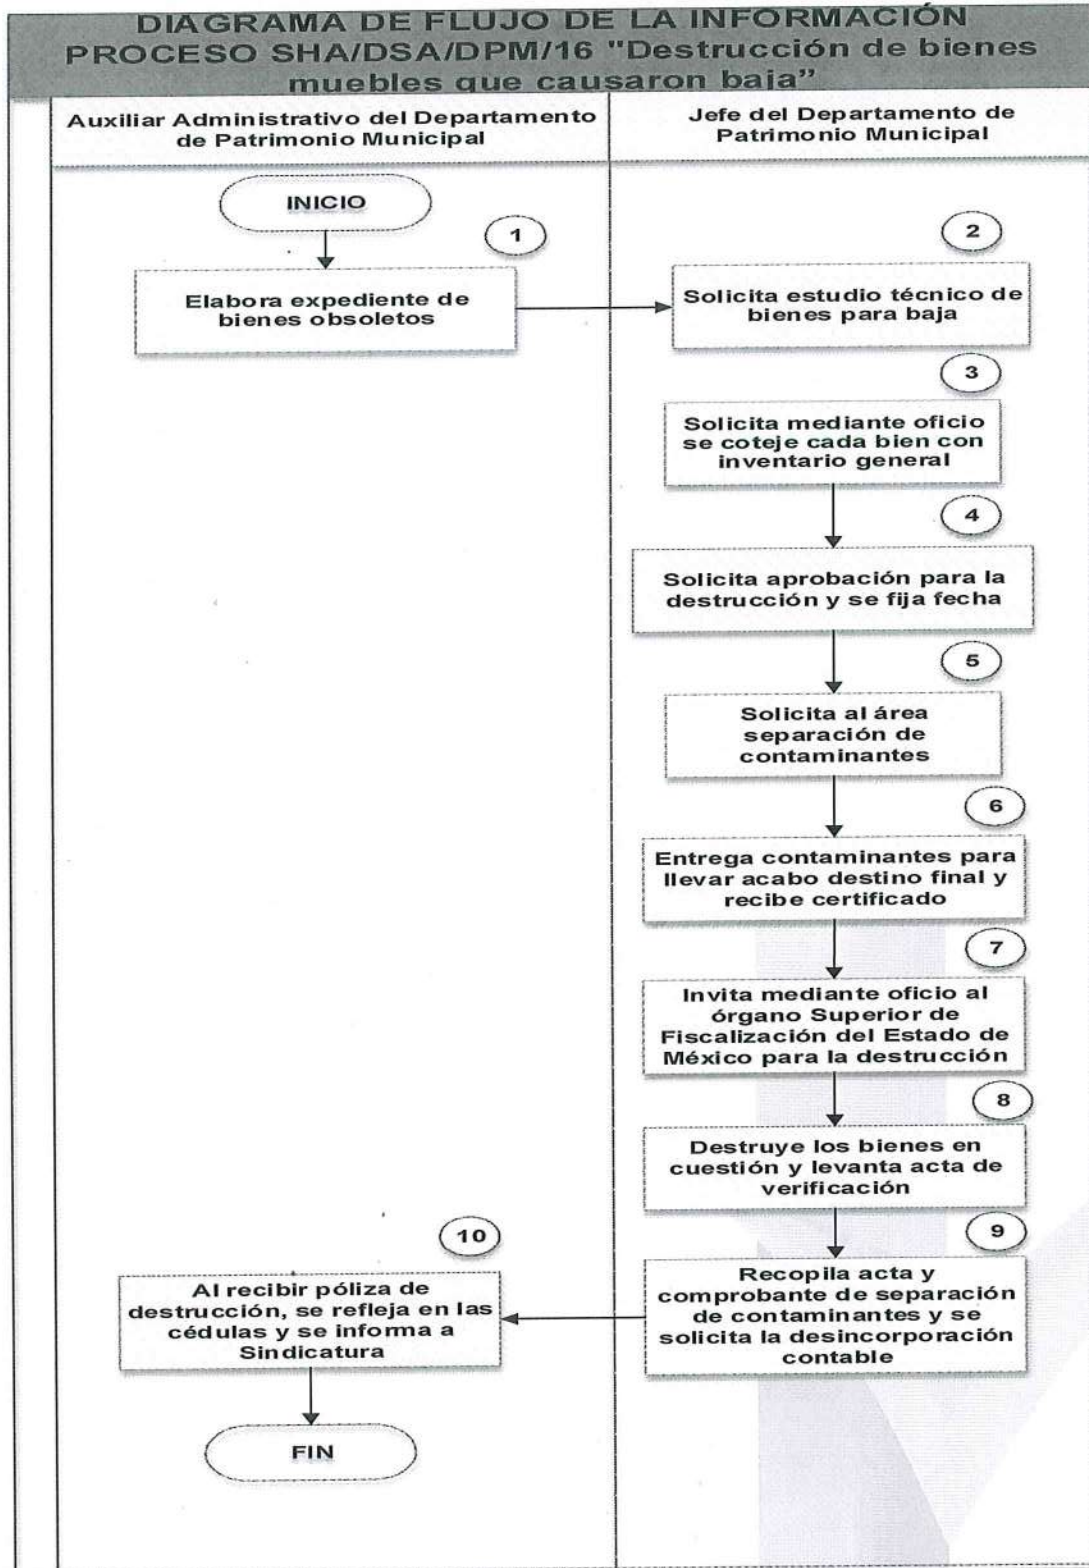 DIAGRAMA DE FLUJO DE LA INFORMACIÓN
PROCESO SHA/DSA/DPM/16 "Destrucción de bienes
muebles que causaron baja”
Auxiliar Administrativo del Departamento
de Patrimonio Municipal
Jefe del Departamento de
Patrimonio Municipal
INICIO
1
Elabora expediente de
bienes obsoletos
2
Solicita estudio técnico de
bienes para baja
3
Solicita mediante oficio
se coteje cada bien con
inventario general
4
Solicita aprobación para la
destrucción y se fija fecha
5
Solicita al área
separación de
contaminantes
6
Entrega contaminantes para
llevar acabo destino final y
recibe certificado
7
Invita mediante oficio al
órgano Superior de
Fiscalización del Estado de
México para la destrucción
8
Destruye los bienes en
cuestión y levanta acta de
verificación
9
Recopila acta y
comprobante de separación
de contaminantes y se
solicita la desincorporación
contable
10
Al recibir póliza de
destrucción, se refleja en las
cédulas y se informa a
Sindicatura
FIN